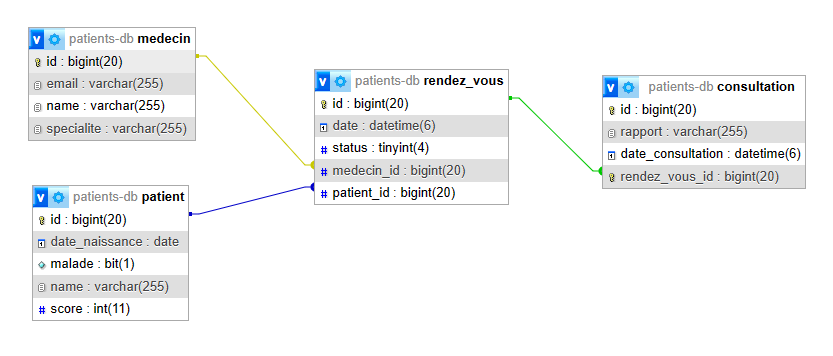 patients-db medecin
id : bigint(20)
email : varchar(255)
name : varchar(255)
specialite : varchar(255)
patients-db patient
id : bigint(20)
date_naissance : date
malade : bit(1)
name : varchar(255)
score : int(11)
patients-db rendez_vous
id : bigint(20)
date : datetime(6)
status : tinyint(4)
medecin_id : bigint(20)
patient_id : bigint(20)
patients-db consultation
id : bigint(20)
rapport : varchar(255)
date_consultation : datetime(6)
rendez_vous_id : bigint(20)